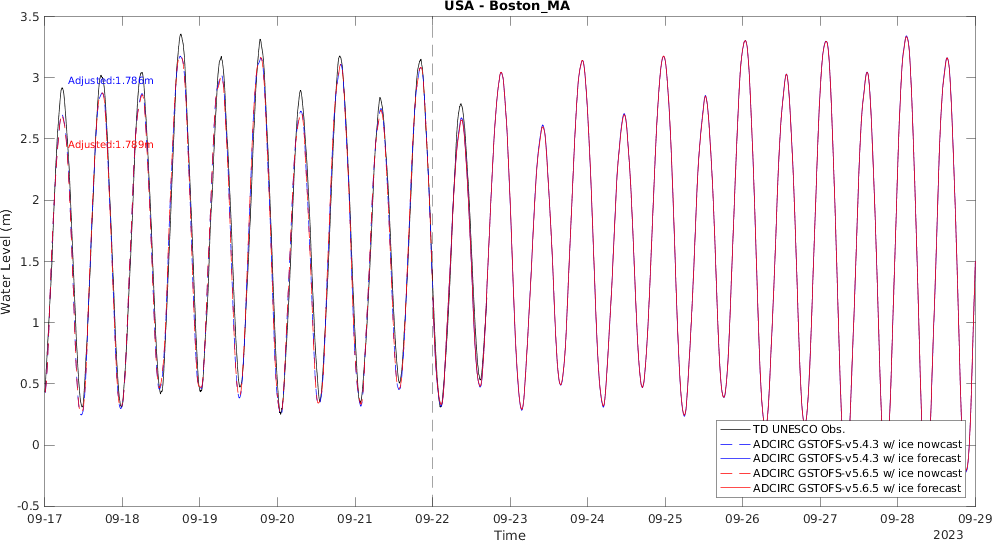 USA - Boston_MA
3.5
3
2.5
2
1.5
1
0.5
0
-0.5
Water Level (m)
Adjusted:1.786m
Adjusted:1.789m
TD UNESCO Obs.
ADCIRC GSTOFS-v5.4.3 w/ ice nowcast
ADCIRC GSTOFS-v5.4.3 w/ ice forecast
ADCIRC GSTOFS-v5.6.5 w/ ice nowcast
ADCIRC GSTOFS-v5.6.5 w/ ice forecast
09-17 09-18 09-19 09-20 09-21 09-22 09-23 09-24 09-25 09-26 09-27 09-28 09-29
Time
2023